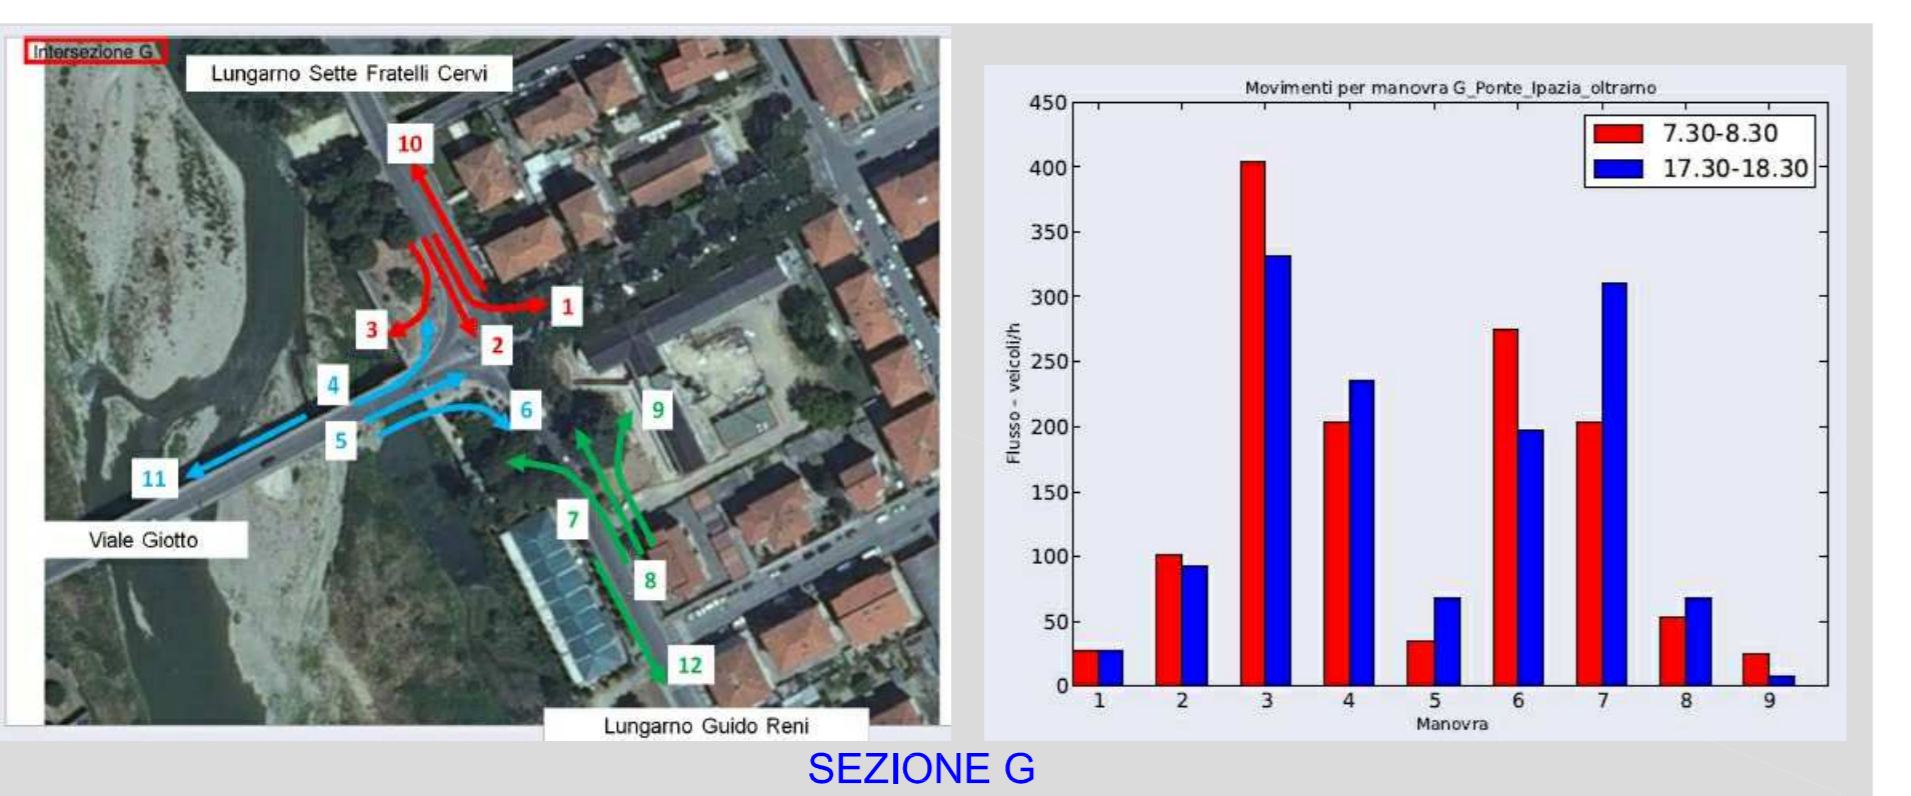 Intersezione G
Lungarno Sette Fratelli Cervi
10
1
3
2
4
6
9
5
11
7
Viale Giotto
8
12
Lungarno Guido Reni
Movimenti per manovra G_Ponte_Ipazia_oltrarno
7.30-8.30
17.30-18.30
Flusso - veicoli/h
450
400
350
300
250
200
150
100
50
0
1 2 3 4 5 6 7 8 9
Manovra
SEZIONE G